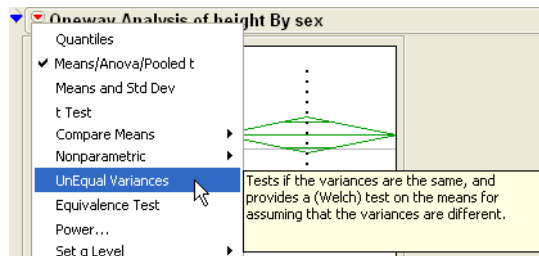 Oneway Analysis of height By sex
Quantiles
Means/Anova/Pooled t
Means and Std Dev
t Test
Compare Means
Nonparametric
UnEqual Variances
Tests if the variances are the same, and
provides a (Welch) test on the means for
assuming that the variances are different.
Equivalence Test
Power...
Set α Level